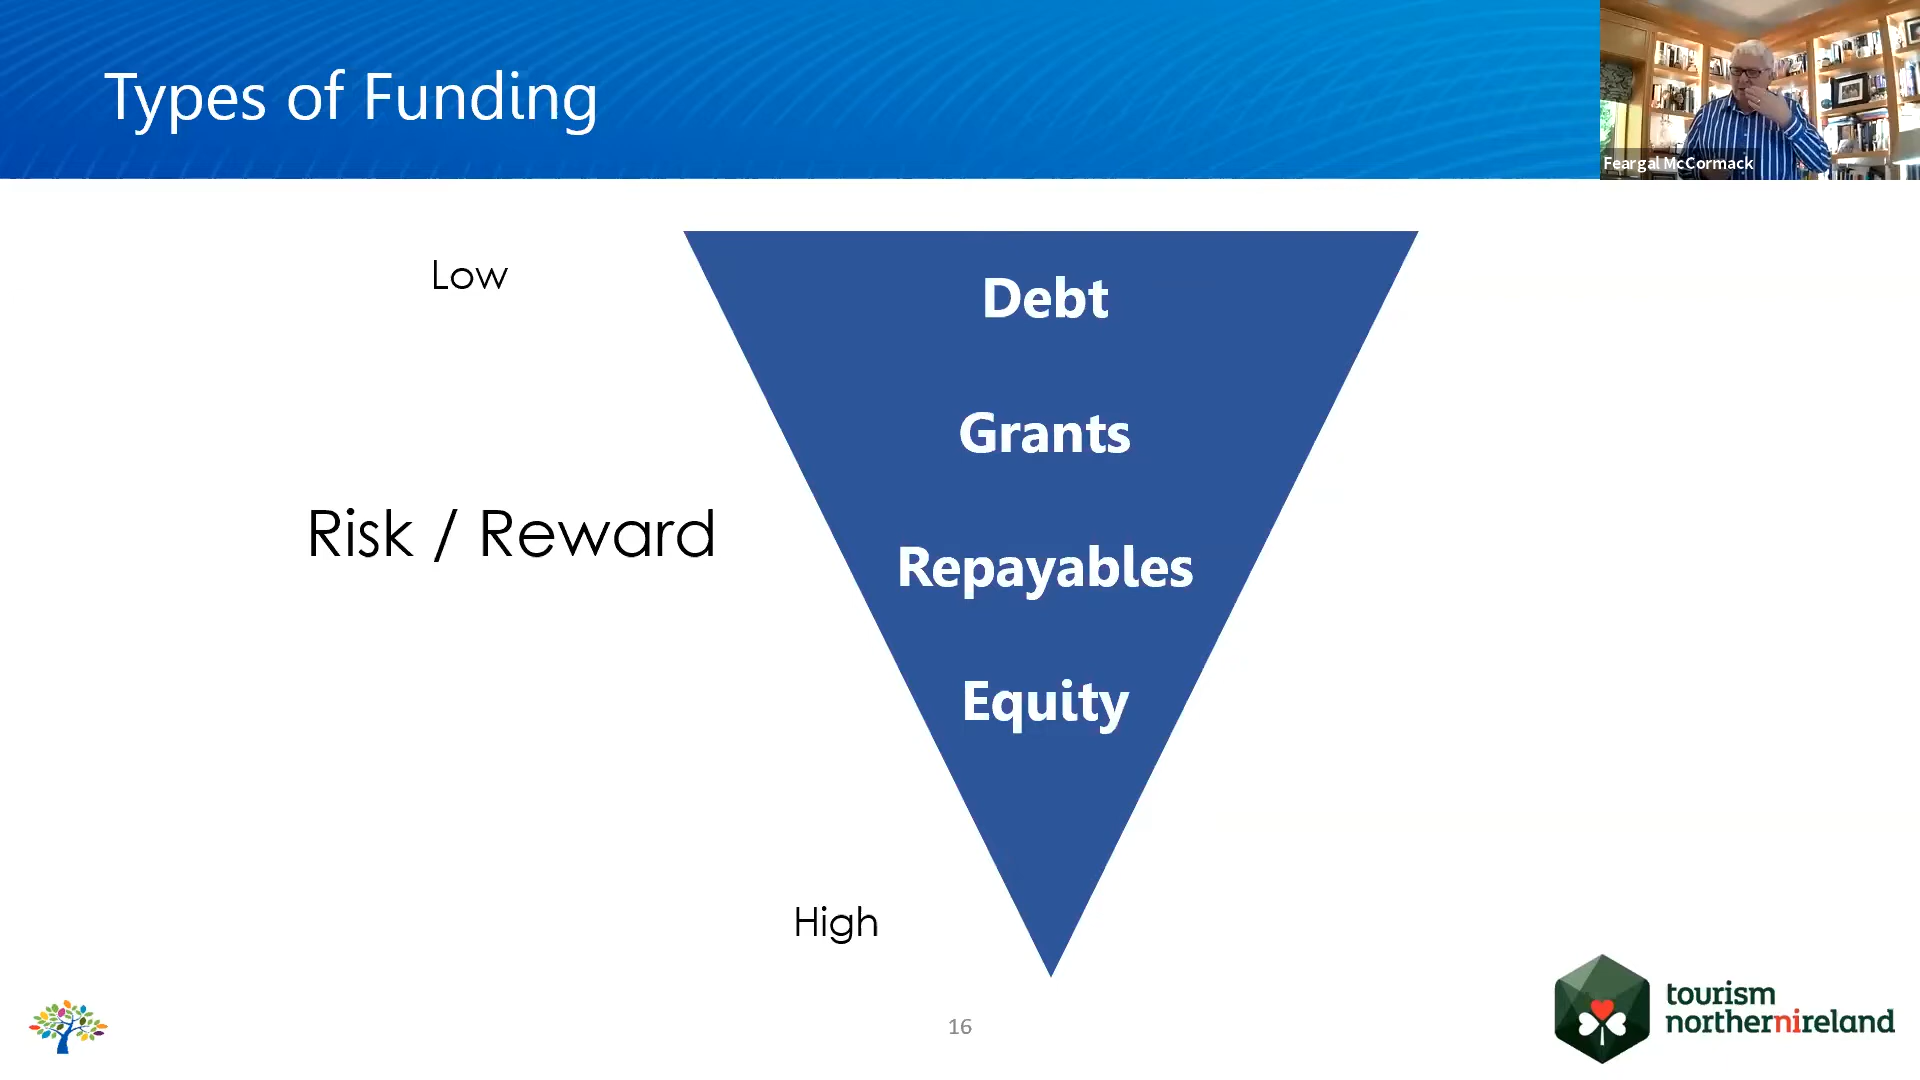 Types of Funding
Feargal McCormack
Low
Debt
Grants
Risk / Reward
Repayables
Equity
High
16
tourism
northernireland